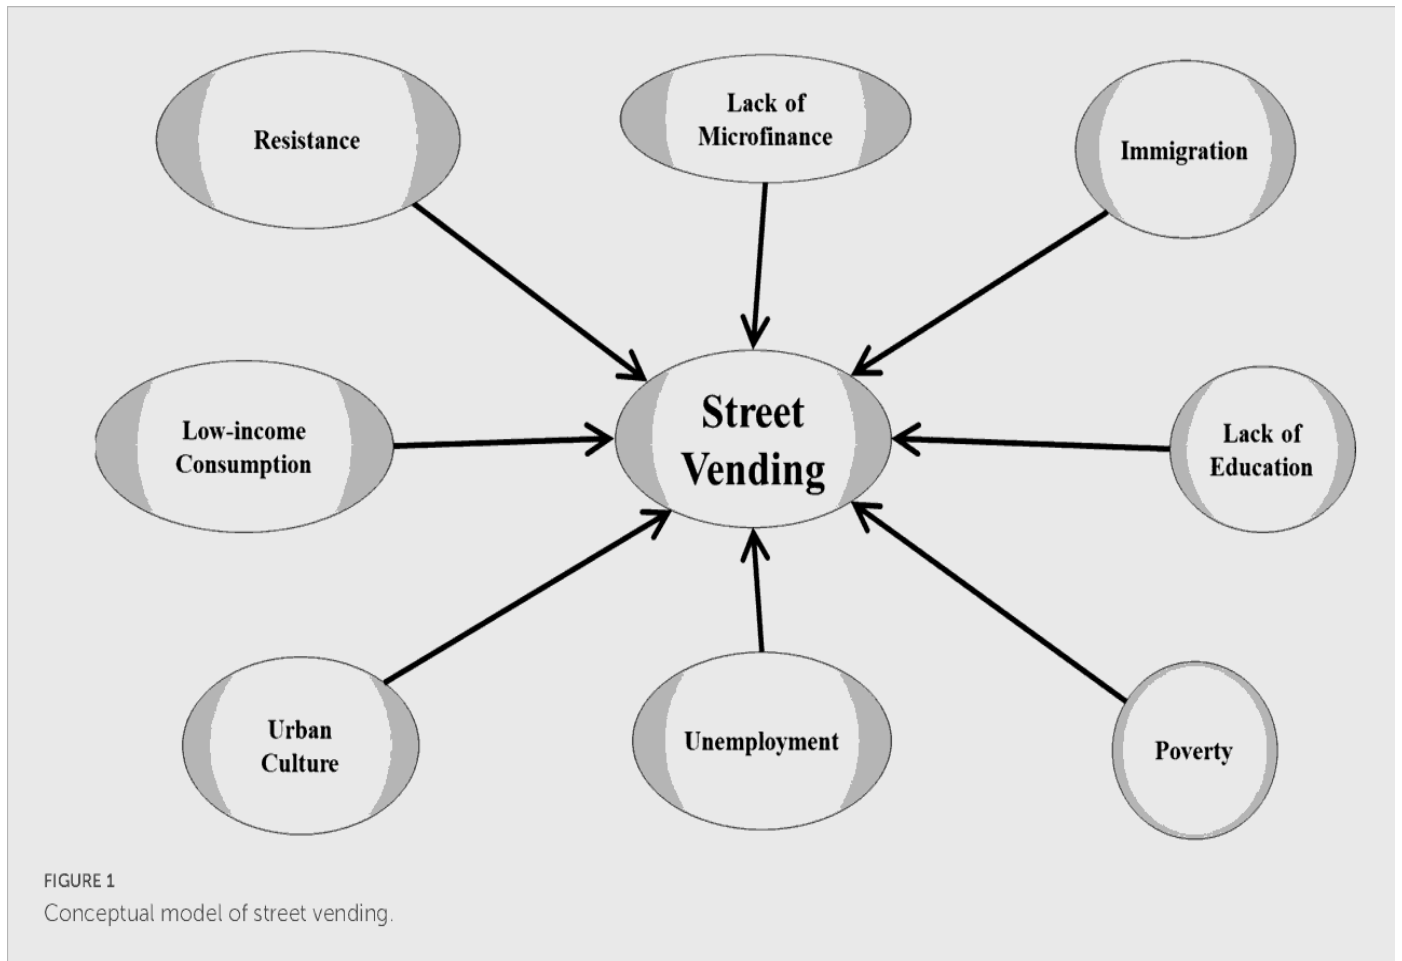 Resistance
Lack of
Microfinance
Immigration
Low-income
Consumption
Street
Vending
Lack of
Education
Urban
Culture
Unemployment
Poverty
FIGURE 1
Conceptual model of street vending.